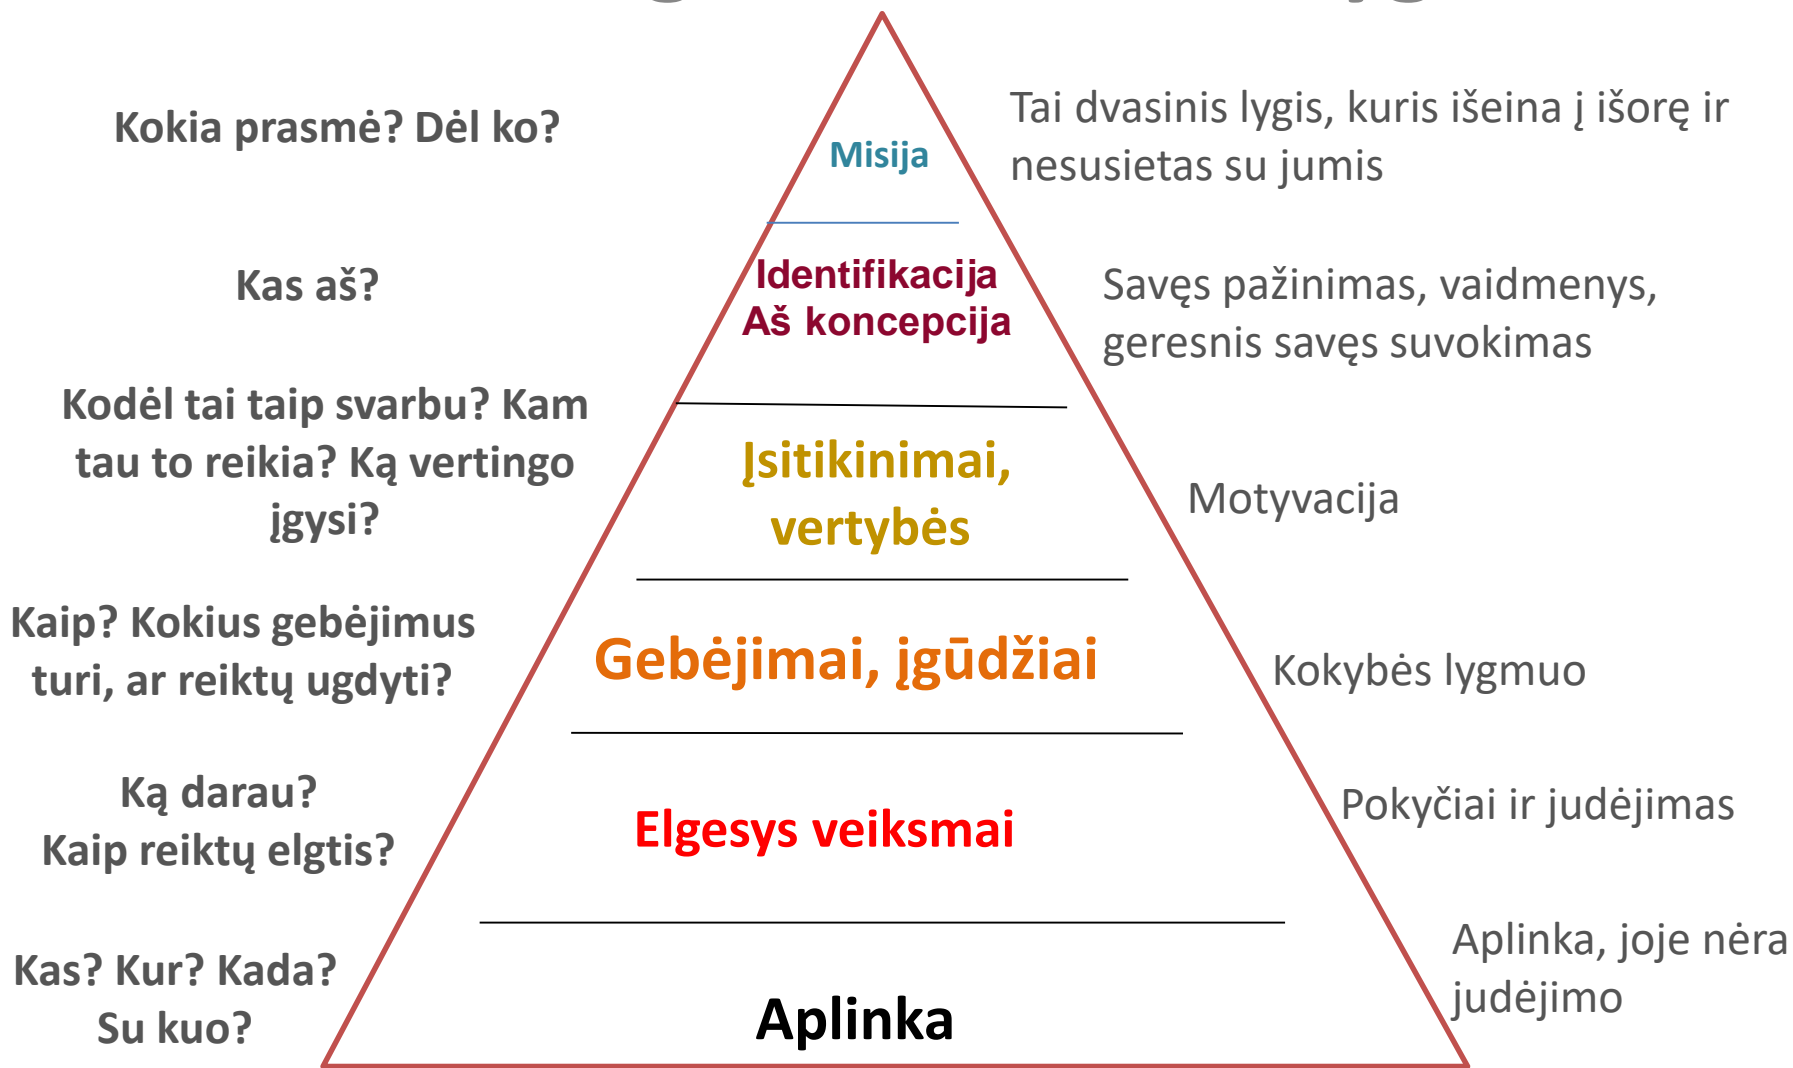 Kokia prasmė? Dėl ko?
Misija
Tai dvasinis lygis, kuris išeina į išorę ir
nesusietas su jumis
Kas aš?
Identifikacija
Aš koncepcija
Savęs pažinimas, vaidmenys,
geresnis savęs suvokimas
Kodėl tai taip svarbu? Kam
tau to reikia? Ką vertingo
įgysi?
Įsitikinimai,
vertybės
Motyvacija
Kaip? Kokius gebėjimus
turi, ar reiktų ugdyti?
Gebėjimai, įgūdžiai
Kokybės lygmuo
Ką darau?
Kaip reiktų elgtis?
Elgesys veiksmai
Pokyčiai ir judėjimas
Kas? Kur? Kada?
Su kuo?
Aplinka
Aplinka, joje nėra
judėjimo